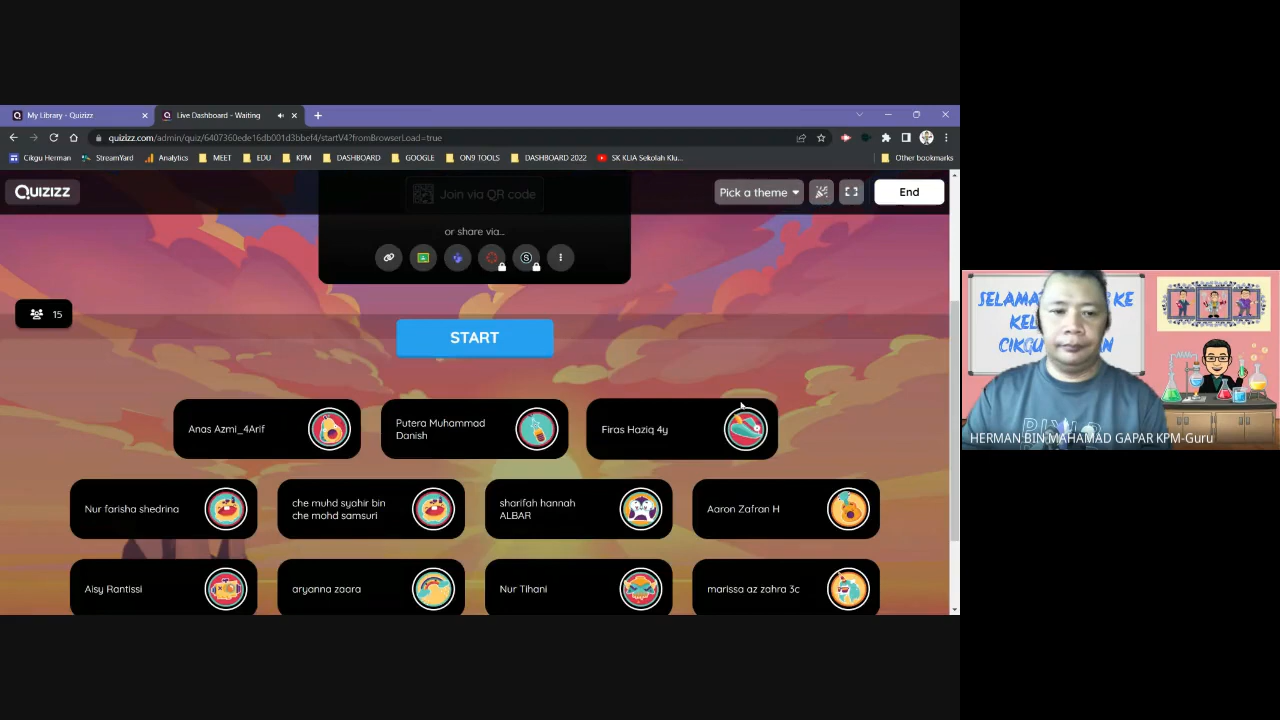 My Library - Quizizz
Live Dashboard - Waiting
quizizz.com/admin/quiz/6407360ede16db001d3bbef4/startV4?fromBrowserLoad=true
Cikgu Herman
StreamYard
Analytics
MEET
EDU
KPM
DASHBOARD
GOOGLE
ON9 TOOLS
DASHBOARD 2022
SK KLIA Sekolah Klu...
Other bookmarks
Quizizz
Join via QR code
Pick a theme
End
or share via...
15
START
Anas Azmi_4Arif
Putera Muhammad
Danish
Firas Haziq 4y
Nur farisha shedrina
che muhd syahir bin
che mohd samsuri
sharifah hannah
ALBAR
Aaron Zafran H
Aisy Rantissi
aryanna zaara
Nur Tihani
marissa az zahra 3c
KE
HERMAN BIN MAHAMAD GAPAR KPM-Guru